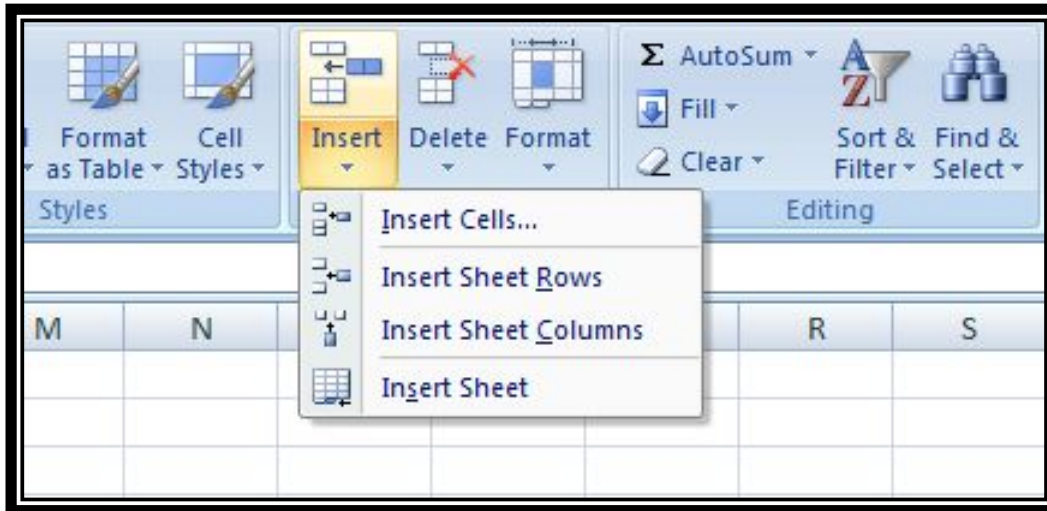 Format
as Table
Cell
Styles
Insert
Delete
Format
Σ AutoSum
Fill
Clear
Sort &
Filter
Find &
Select
Styles
Editing
Insert Cells...
Insert Sheet Rows
Insert Sheet Columns
Insert Sheet
M N R S